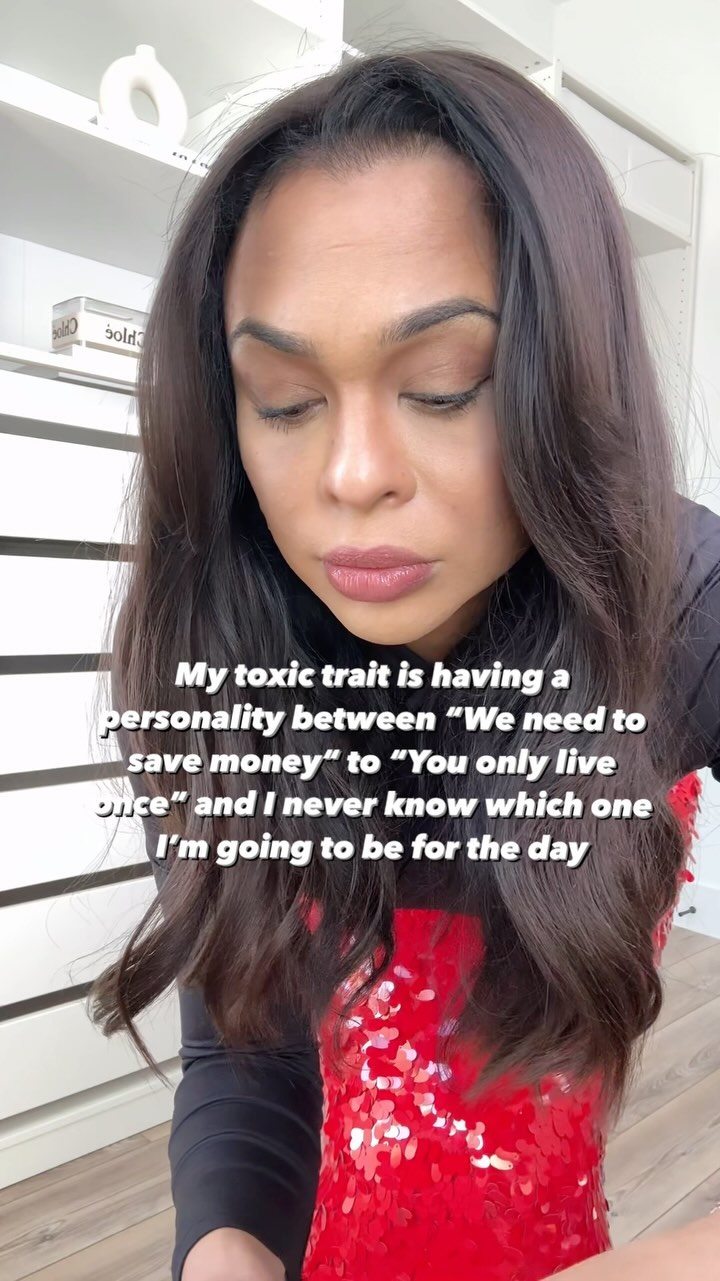 Chloé
Chloé
My toxic trait is having a
personality between “We need to
save money“ to “You only live
once” and I never know which one
I’m going to be for the day